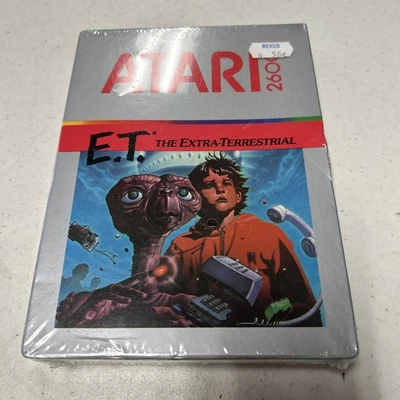 REVCO
ATARI
2600
E.T.
THE EXTRA-TERRESTRIAL